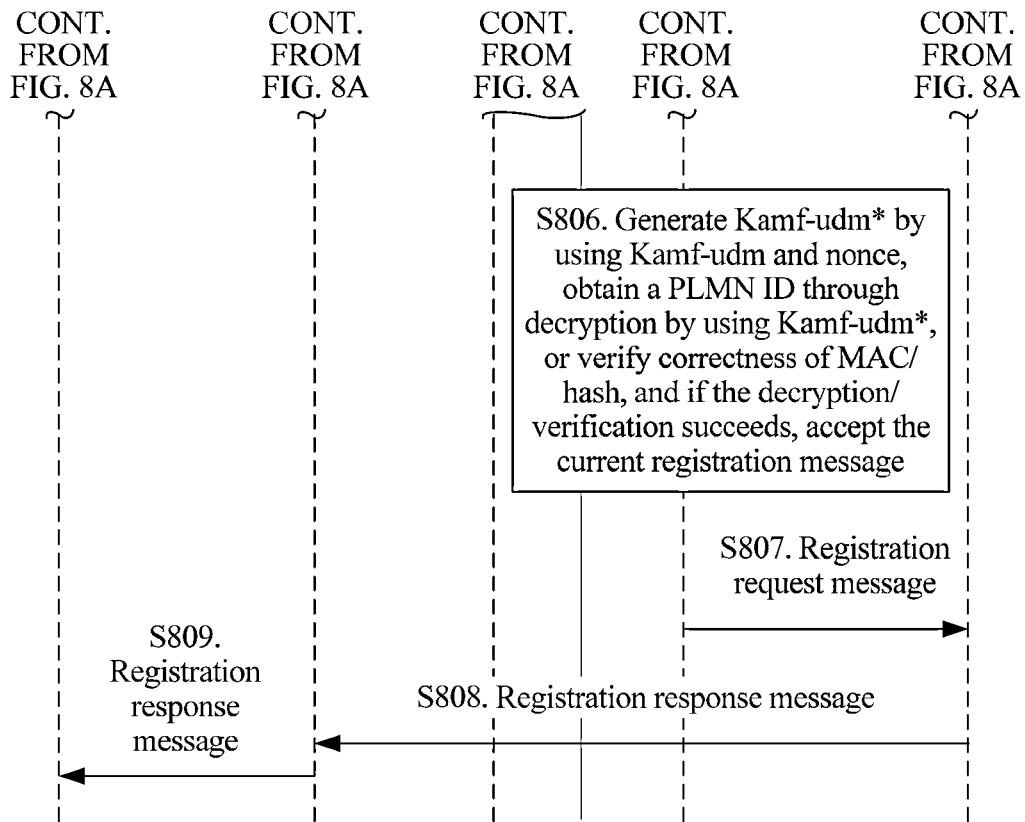 CONT.
FROM
FIG. 8A
CONT.
FROM
FIG. 8A
CONT.
FROM
FIG. 8A
CONT.
FROM
FIG. 8A
CONT.
FROM
FIG. 8A
S806. Generate Kamf-udm* by
using Kamf-udm and nonce,
obtain a PLMN ID through
decryption by using Kamf-udm*,
or verify correctness of MAC/
hash, and if the decryption/
verification succeeds, accept the
current registration message
S807. Registration
request message
S809.
Registration
response
message
S808. Registration response message